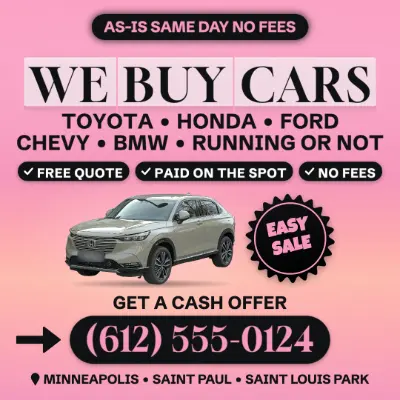 AS-IS SAME DAY NO FEES
WE BUY CARS
TOYOTA • HONDA • FORD
CHEVY • BMW • RUNNING OR NOT
✓ FREE QUOTE ✓ PAID ON THE SPOT ✓ NO FEES
EASY
SALE
GET A CASH OFFER
(612) 555-0124
MINNEAPOLIS • SAINT PAUL • SAINT LOUIS PARK